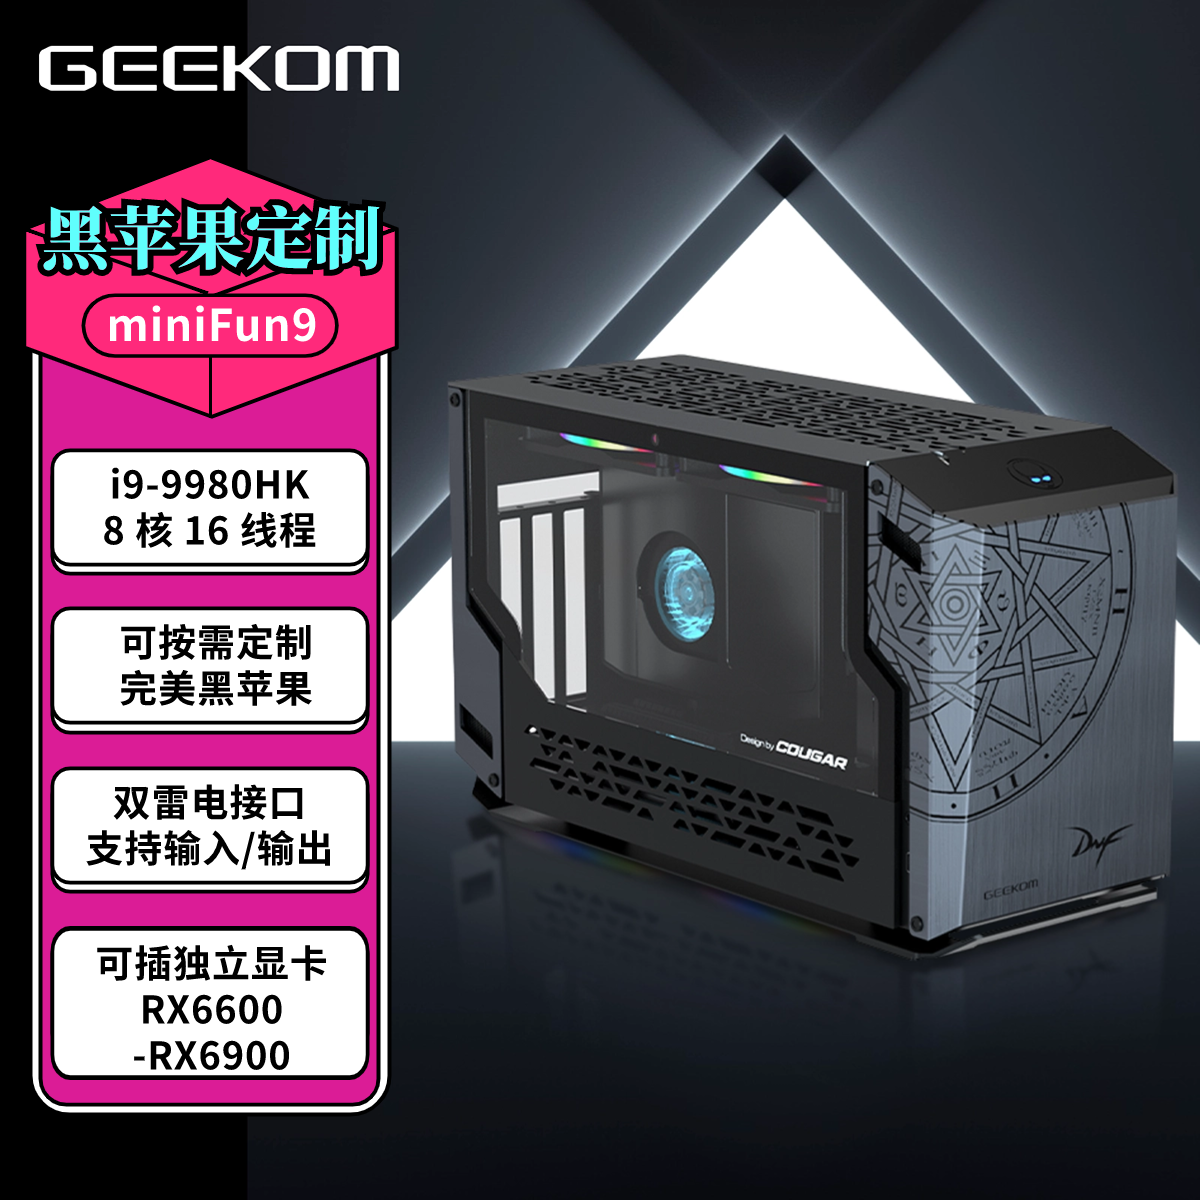 GEEKOM
黑苹果定制
miniFun9
i9-9980HK
8 核 16 线程
可按需定制
完美黑苹果
双雷电接口
支持输入/输出
可插独立显卡
RX6600
-RX6900
Design by COUGAR
DNF
GEEKOM